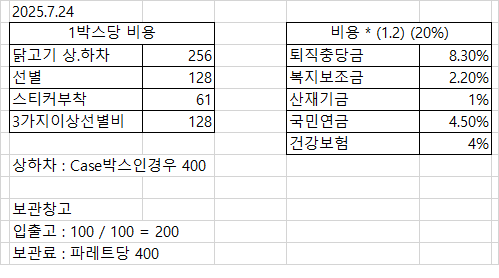 2025.7.24
1박스당 비용
닭고기 상.하차 256
선별 128
스티커부착 61
3가지이상선별비 128
비용 * (1.2) (20%)
퇴직충당금 8.30%
복지보조금 2.20%
산재기금 1%
국민연금 4.50%
건강보험 4%
상하차 : Case박스인경우 400
보관창고
입출고 : 100 / 100 = 200
보관료 : 파레트당 400